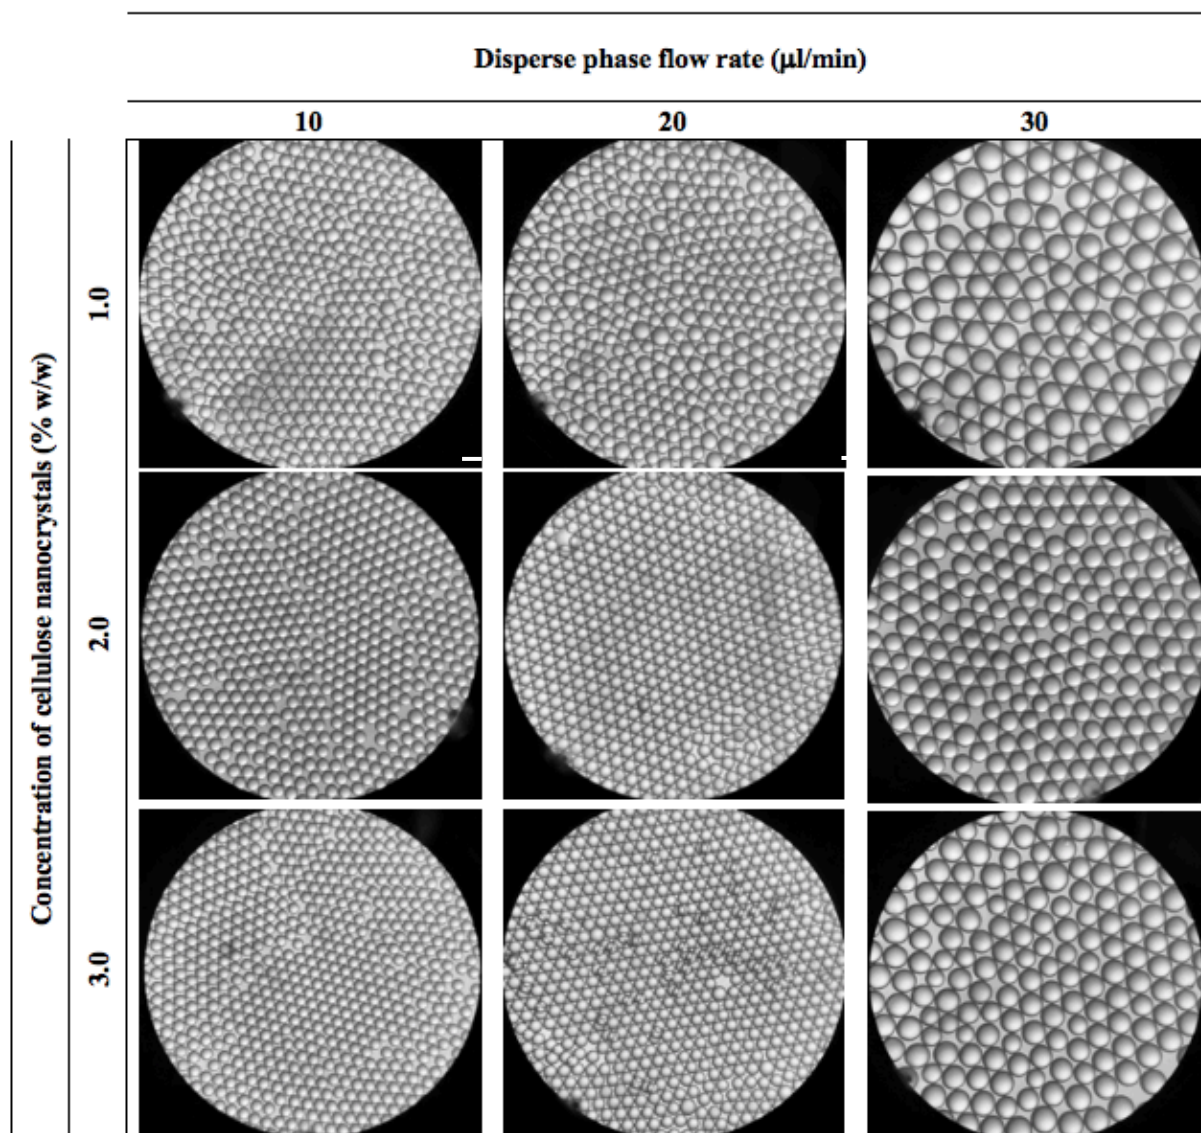 Disperse phase flow rate (μl/min)
10 20 30
Concentration of cellulose nanocrystals (% w/w)
1.0
2.0
3.0